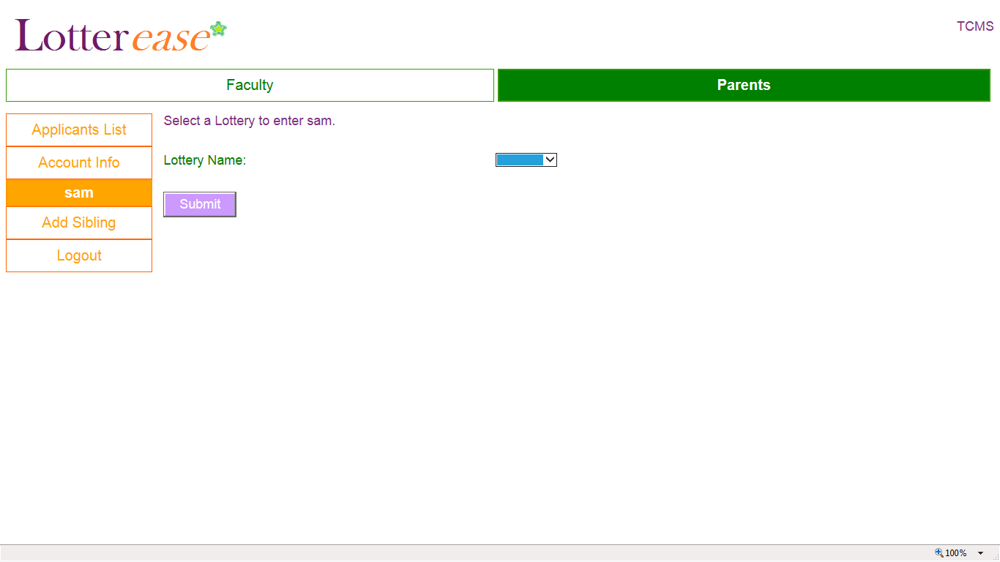 Lotterease
TCMS
Faculty
Parents
Applicants List
Account Info
sam
Add Sibling
Logout
Select a Lottery to enter sam.
Lottery Name:
Submit
100%